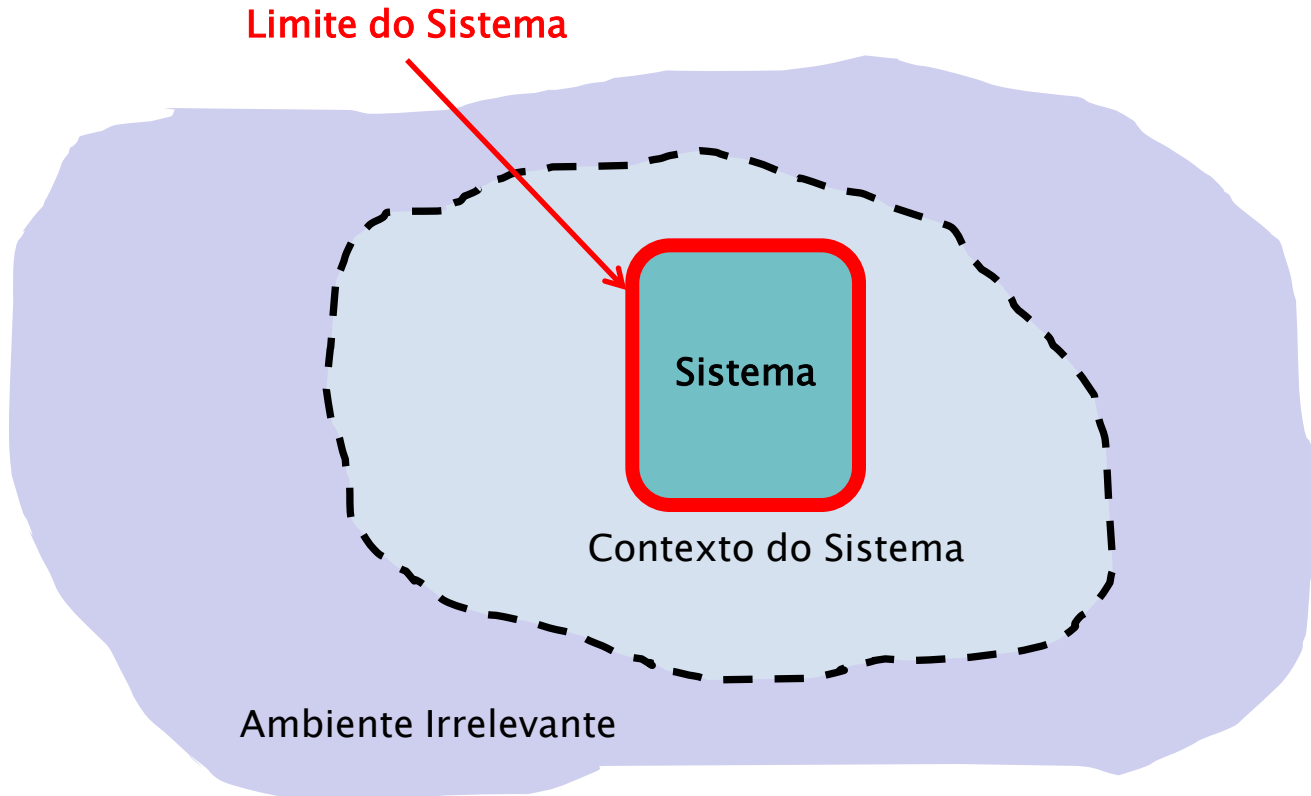 Limite do Sistema
Sistema
Contexto do Sistema
Ambiente Irrelevante